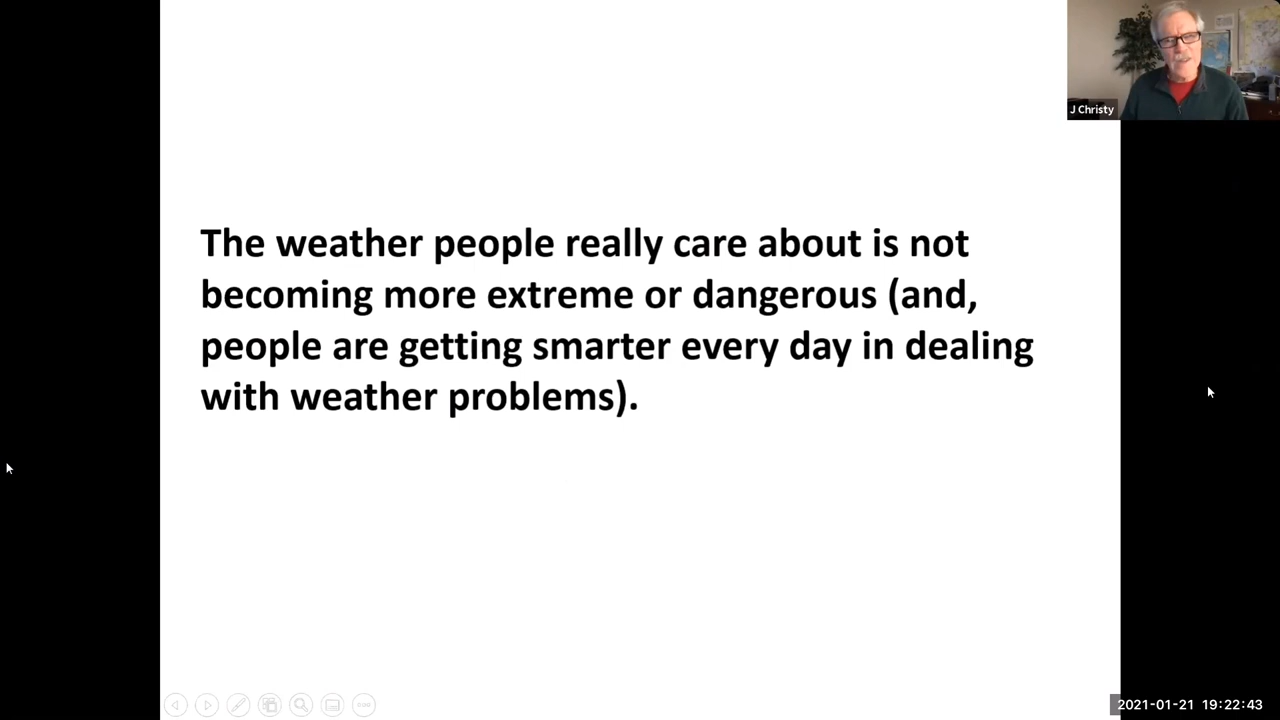 J Christy
The weather people really care about is not
becoming more extreme or dangerous (and,
people are getting smarter every day in dealing
with weather problems).
2021-01-21 19:22:43